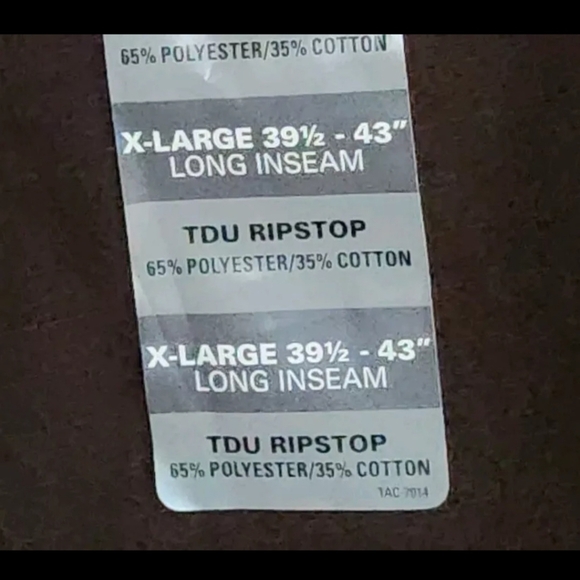 65% POLYESTER/35% COTTON
X-LARGE 39½ - 43"
LONG INSEAM
TDU RIPSTOP
65% POLYESTER/35% COTTON
X-LARGE 39½ - 43"
LONG INSEAM
TDU RIPSTOP
65% POLYESTER/35% COTTON
TAC-7014